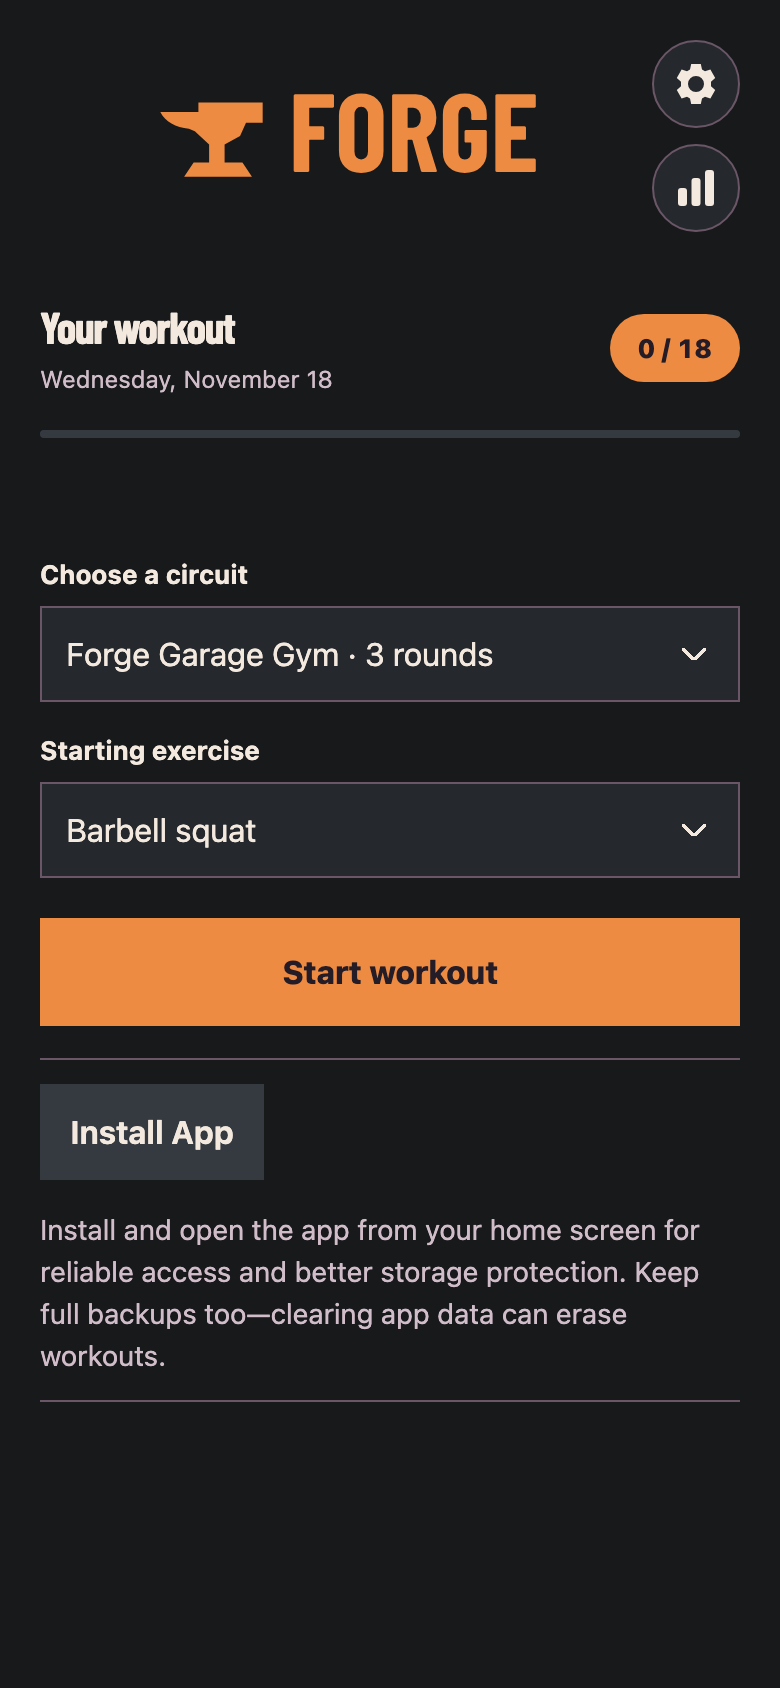 FORGE
Your workout
Wednesday, November 18
0 / 18
Choose a circuit
Forge Garage Gym · 3 rounds
Starting exercise
Barbell squat
Start workout
Install App
Install and open the app from your home screen for
reliable access and better storage protection. Keep
full backups too—clearing app data can erase
workouts.